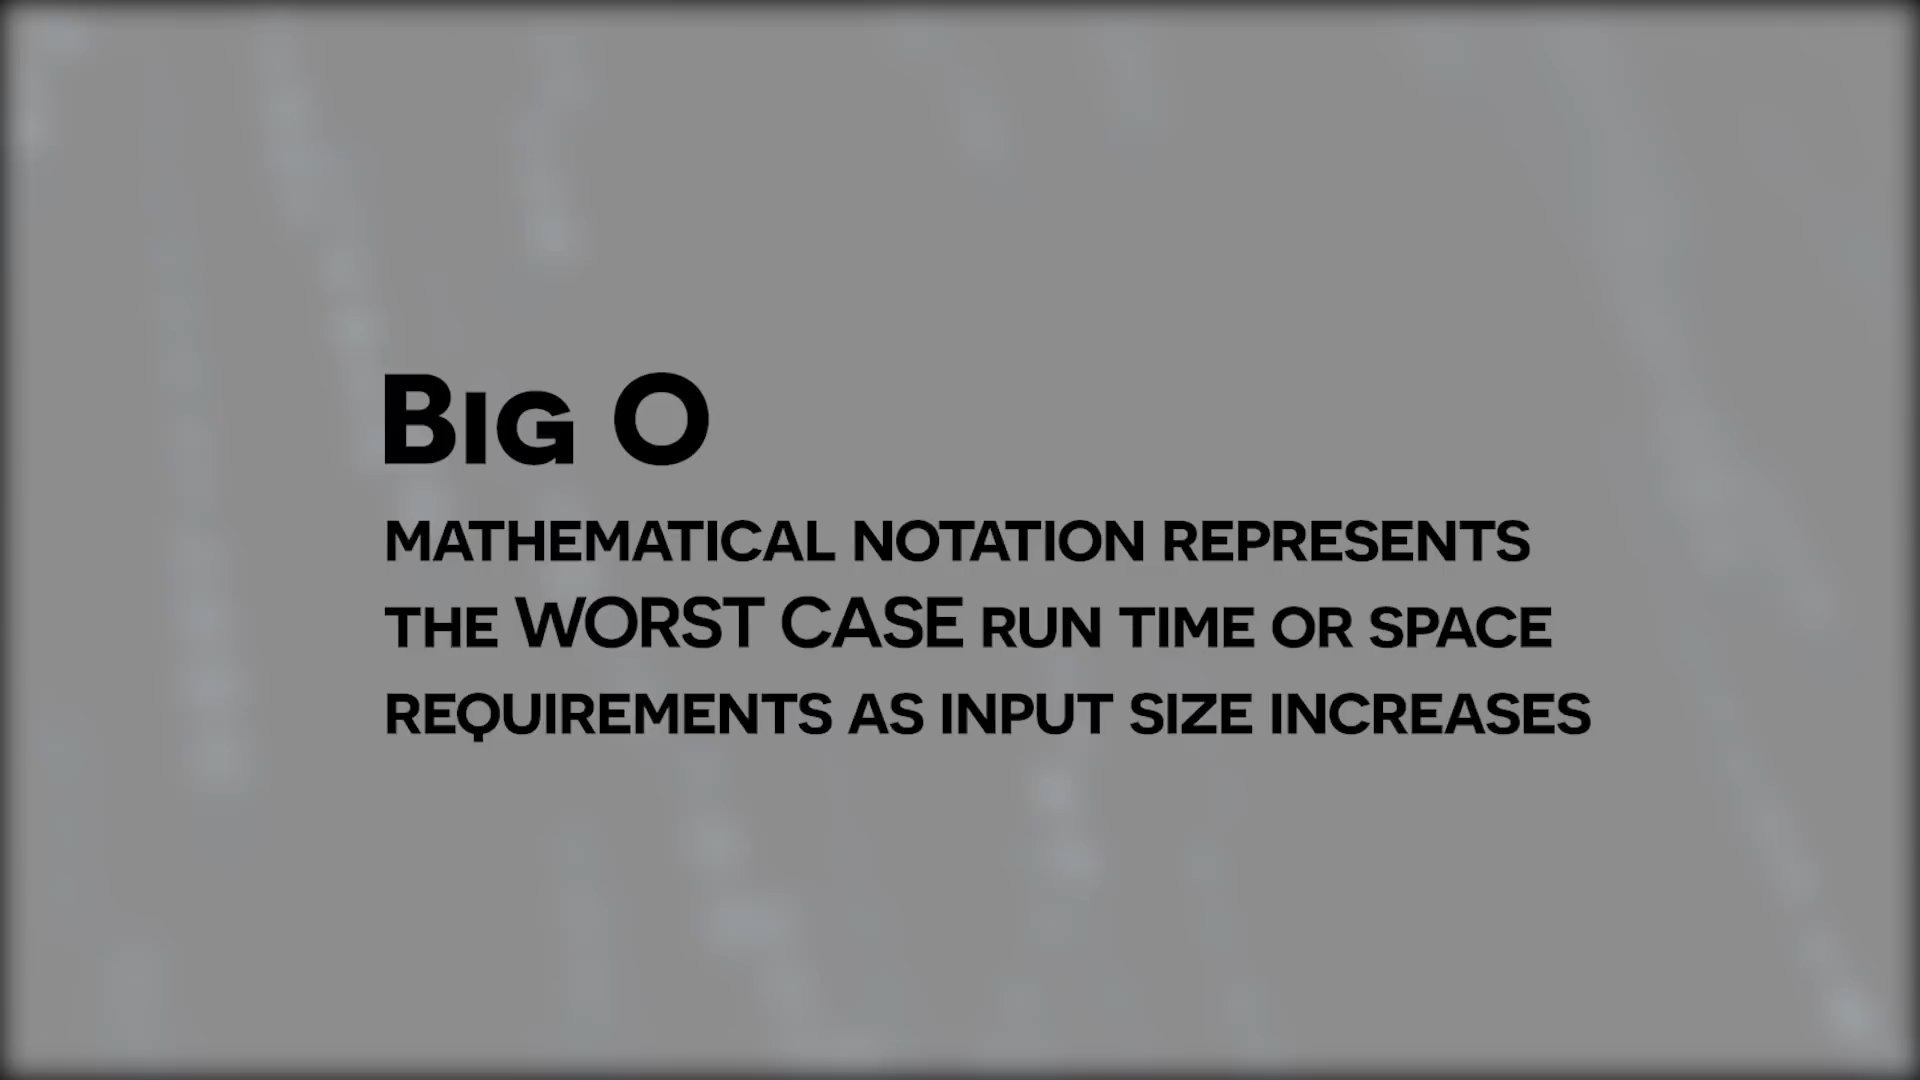 Big O
MATHEMATICAL NOTATION REPRESENTS
THE WORST CASE RUN TIME OR SPACE
REQUIREMENTS AS INPUT SIZE INCREASES